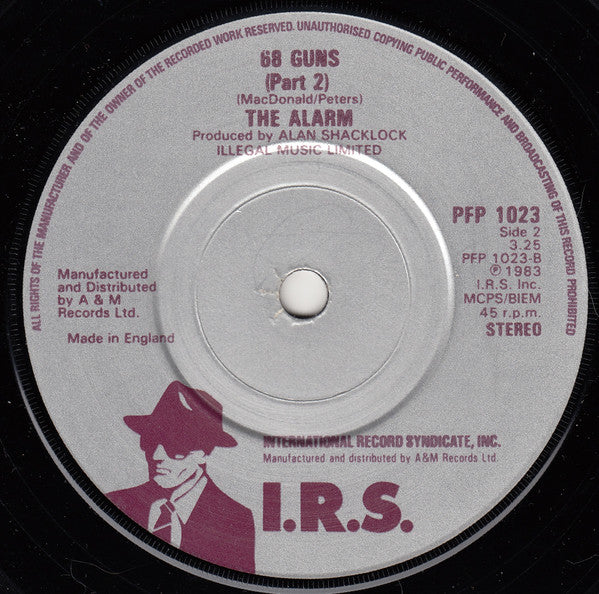 ALL RIGHTS OF THE MANUFACTURER AND OF THE OWNER OF THE RECORDED WORK RESERVED. UNAUTHORISED COPYING PUBLIC PERFORMANCE AND BROADCASTING OF THIS RECORD PROHIBITED
68 GUNS
(Part 2)
(MacDonald/Peters)
THE ALARM
Produced by ALAN SHACKLOCK
ILLEGAL MUSIC LIMITED
PFP 1023
Side 2
3.25
PFP 1023-B
℗ 1983
I.R.S. Inc.
MCPS/BIEM
45 r.p.m.
STEREO
Manufactured
and Distributed
by A & M
Records Ltd.
Made in England
INTERNATIONAL RECORD SYNDICATE, INC.
Manufactured and distributed by A&M Records Ltd.
I.R.S.